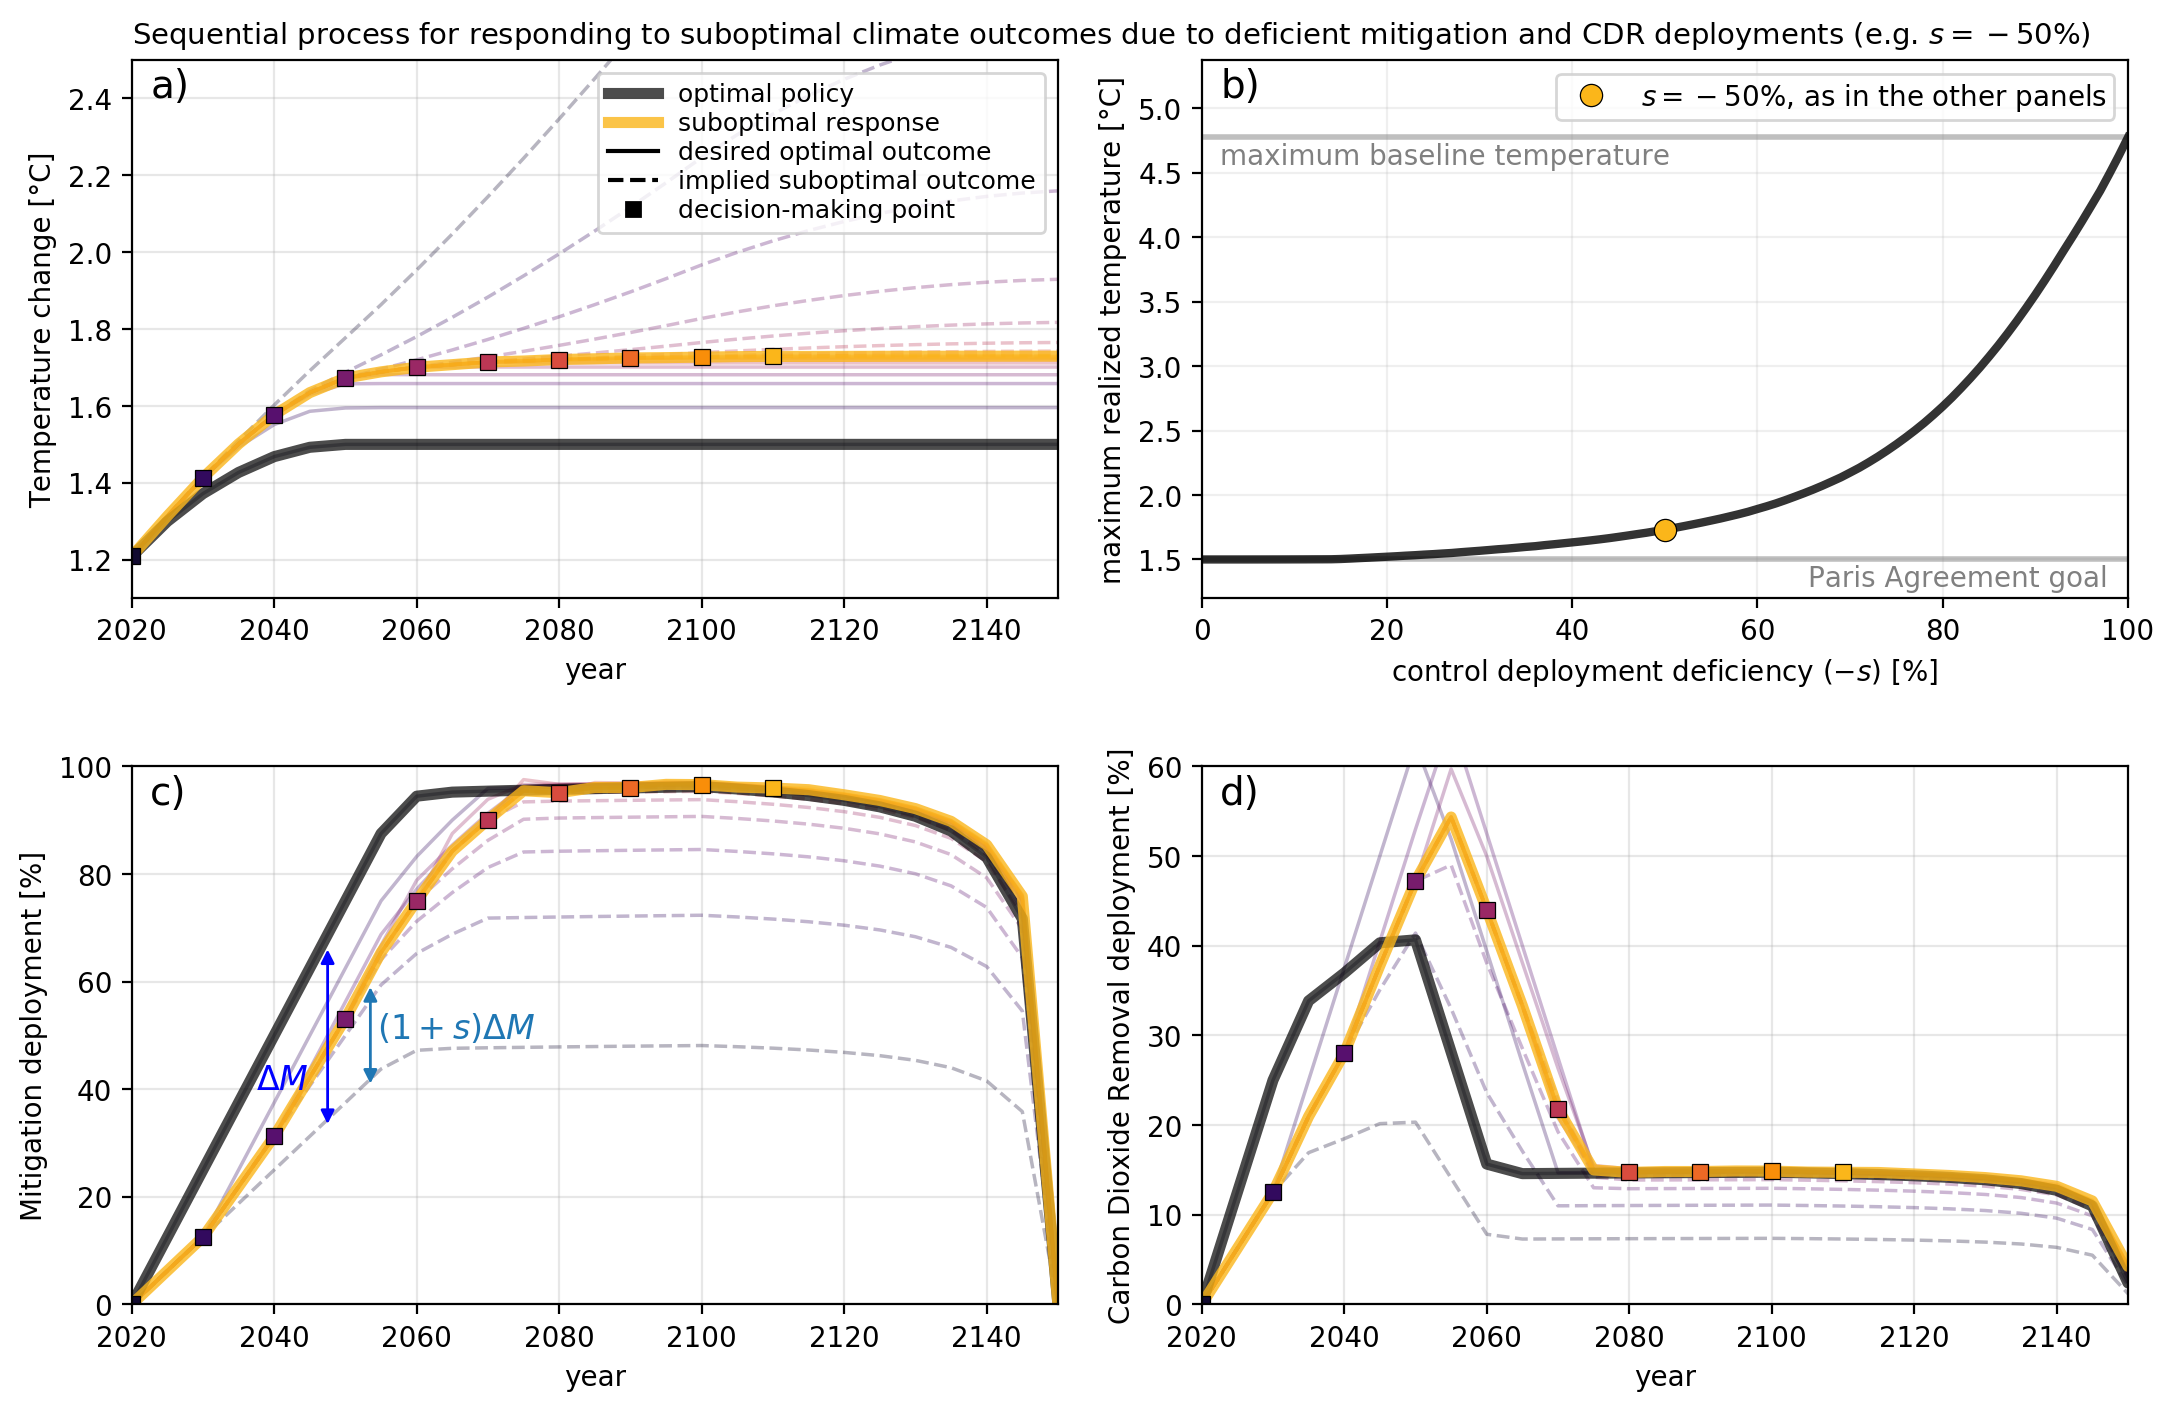 Sequential process for responding to suboptimal climate outcomes due to deficient mitigation and CDR deployments (e.g. s = − 50%)
a)
optimal policy
suboptimal response
desired optimal outcome
implied suboptimal outcome
decision-making point
Temperature change [°C]
2.4
2.2
2.0
1.8
1.6
1.4
1.2
2020 2040 2060 2080 2100 2120 2140
year
b)
s = − 50%, as in the other panels
maximum baseline temperature
Paris Agreement goal
maximum realized temperature [°C]
5.0
4.5
4.0
3.5
3.0
2.5
2.0
1.5
0 20 40 60 80 100
control deployment deficiency (−s) [%]
c)
Mitigation deployment [%]
100
80
60
40
20
0
ΔM
(1 + s)ΔM
2020 2040 2060 2080 2100 2120 2140
year
d)
Carbon Dioxide Removal deployment [%]
60
50
40
30
20
10
0
2020 2040 2060 2080 2100 2120 2140
year